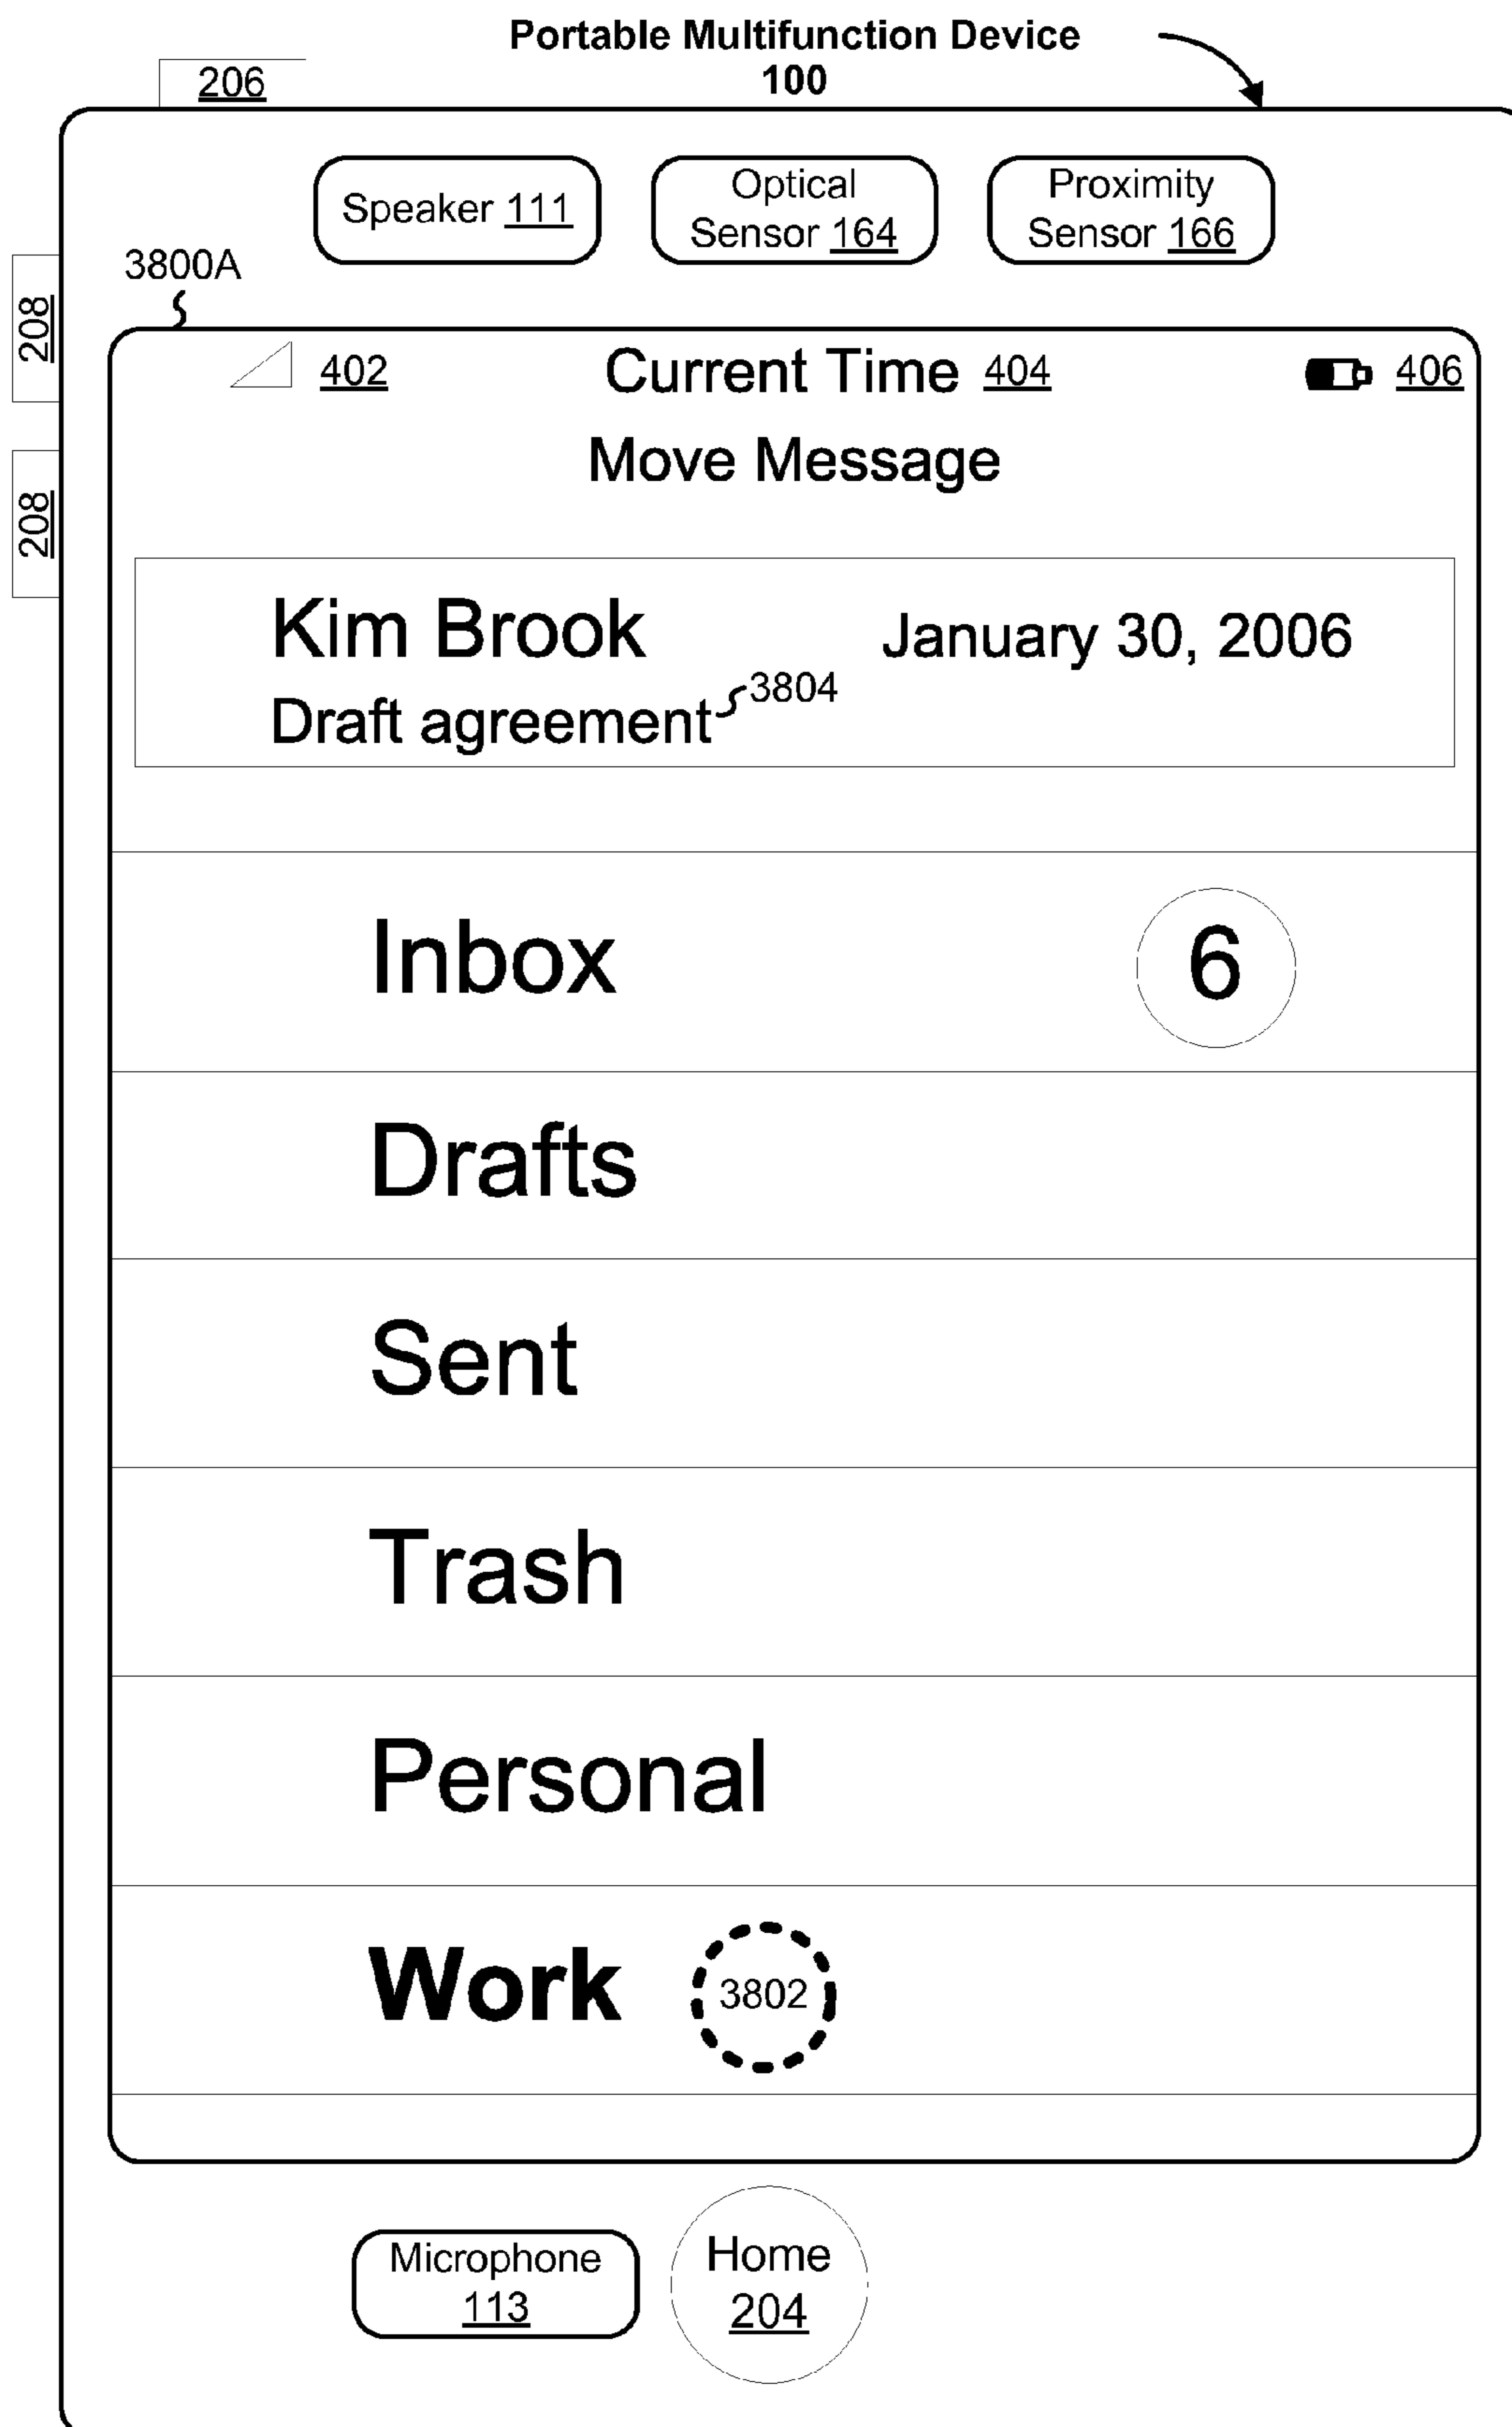 Portable Multifunction Device
100
206
Speaker 111
Optical
Sensor 164
Proximity
Sensor 166
3800A
208
208
402
Current Time 404
406
Move Message
Kim Brook
January 30, 2006
Draft agreement
3804
Inbox
6
Drafts
Sent
Trash
Personal
Work
3802
Microphone
113
Home
204